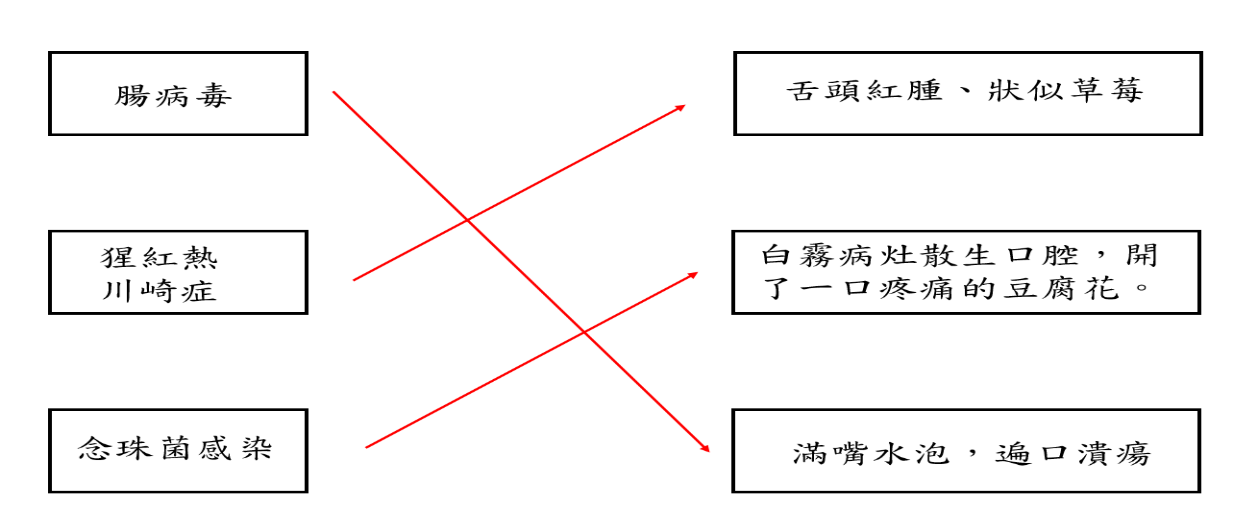 腸病毒
舌頭紅腫、狀似草莓
猩紅熱
川崎症
白霧病灶散生口腔，開
了一口疼痛的豆腐花。
念珠菌感染
滿嘴水泡，遍口潰瘍